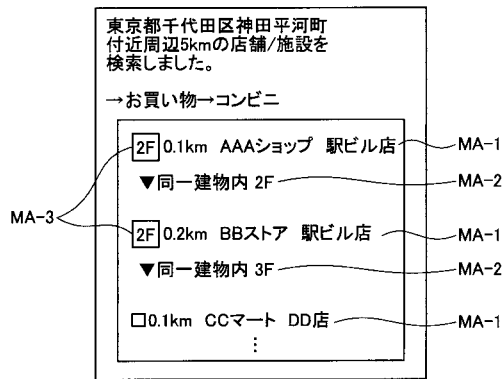 東京都千代田区神田平河町
付近周辺5kmの店舗/施設を
検索しました。
→お買い物→コンビニ
2F 0.1km AAAショップ 駅ビル店 MA-1
▼同一建物内 2F MA-2
MA-3
2F 0.2km BBストア 駅ビル店 MA-1
▼同一建物内 3F MA-2
□0.1km CCマート DD店 MA-1
⋮